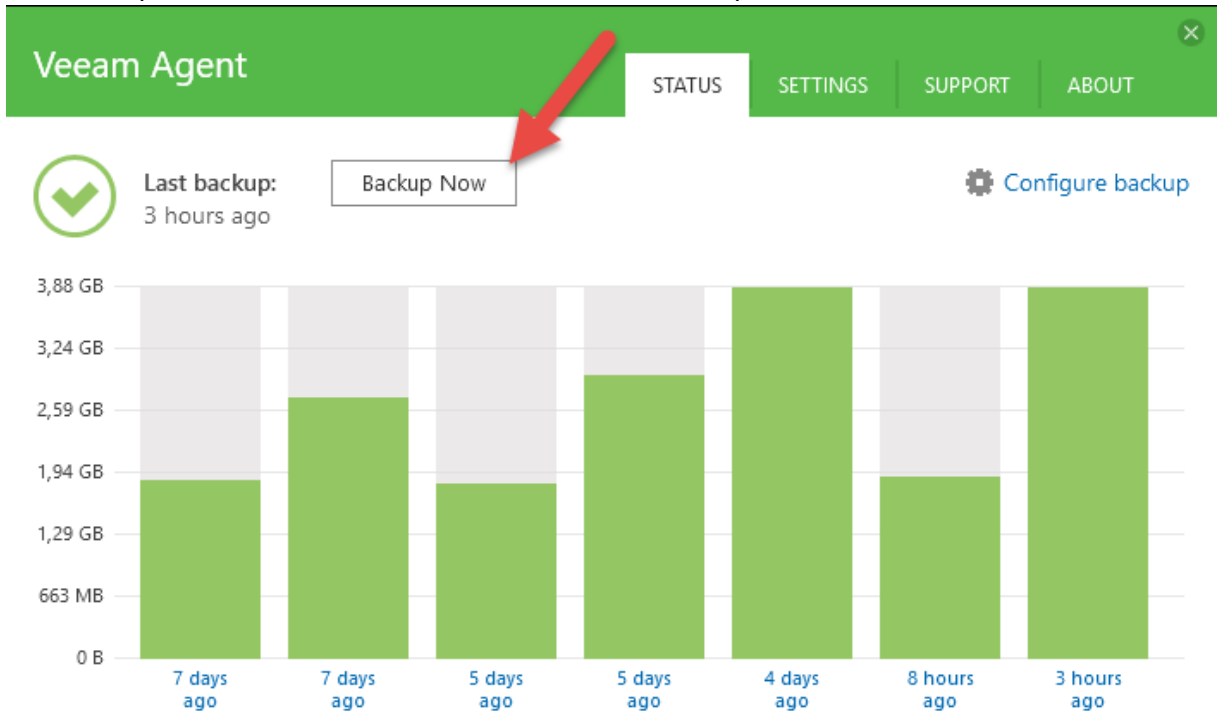 Veeam Agent
STATUS
SETTINGS
SUPPORT
ABOUT
Last backup:
3 hours ago
Backup Now
Configure backup
3,88 GB
3,24 GB
2,59 GB
1,94 GB
1,29 GB
663 MB
0 B
7 days
ago
7 days
ago
5 days
ago
5 days
ago
4 days
ago
8 hours
ago
3 hours
ago